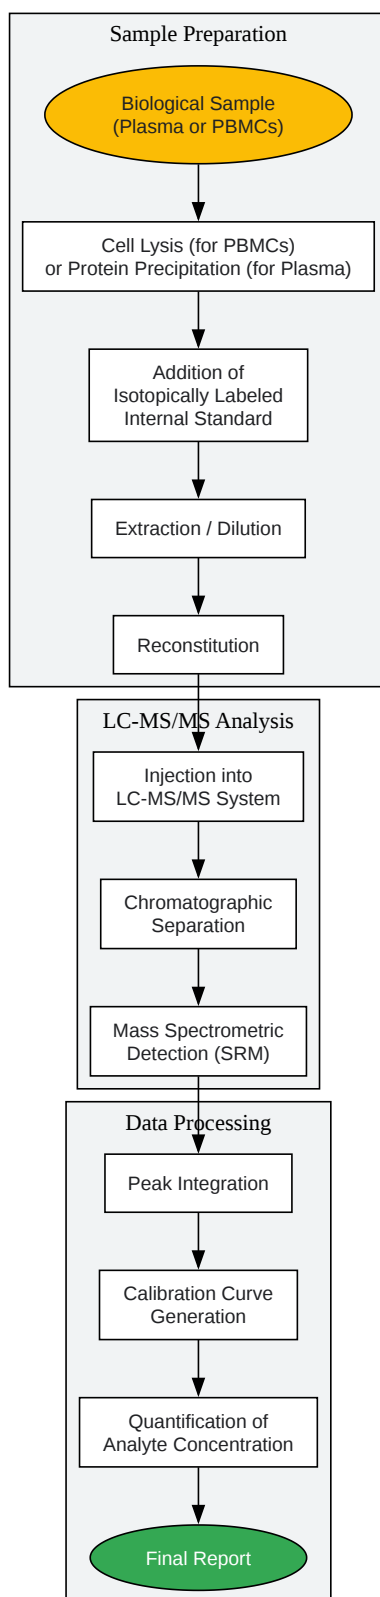 Sample Preparation
Biological Sample
(Plasma or PBMCs)
Cell Lysis (for PBMCs)
or Protein Precipitation (for Plasma)
Addition of
Isotopically Labeled
Internal Standard
Extraction / Dilution
Reconstitution
LC-MS/MS Analysis
Injection into
LC-MS/MS System
Chromatographic
Separation
Mass Spectrometric
Detection (SRM)
Data Processing
Peak Integration
Calibration Curve
Generation
Quantification of
Analyte Concentration
Final Report